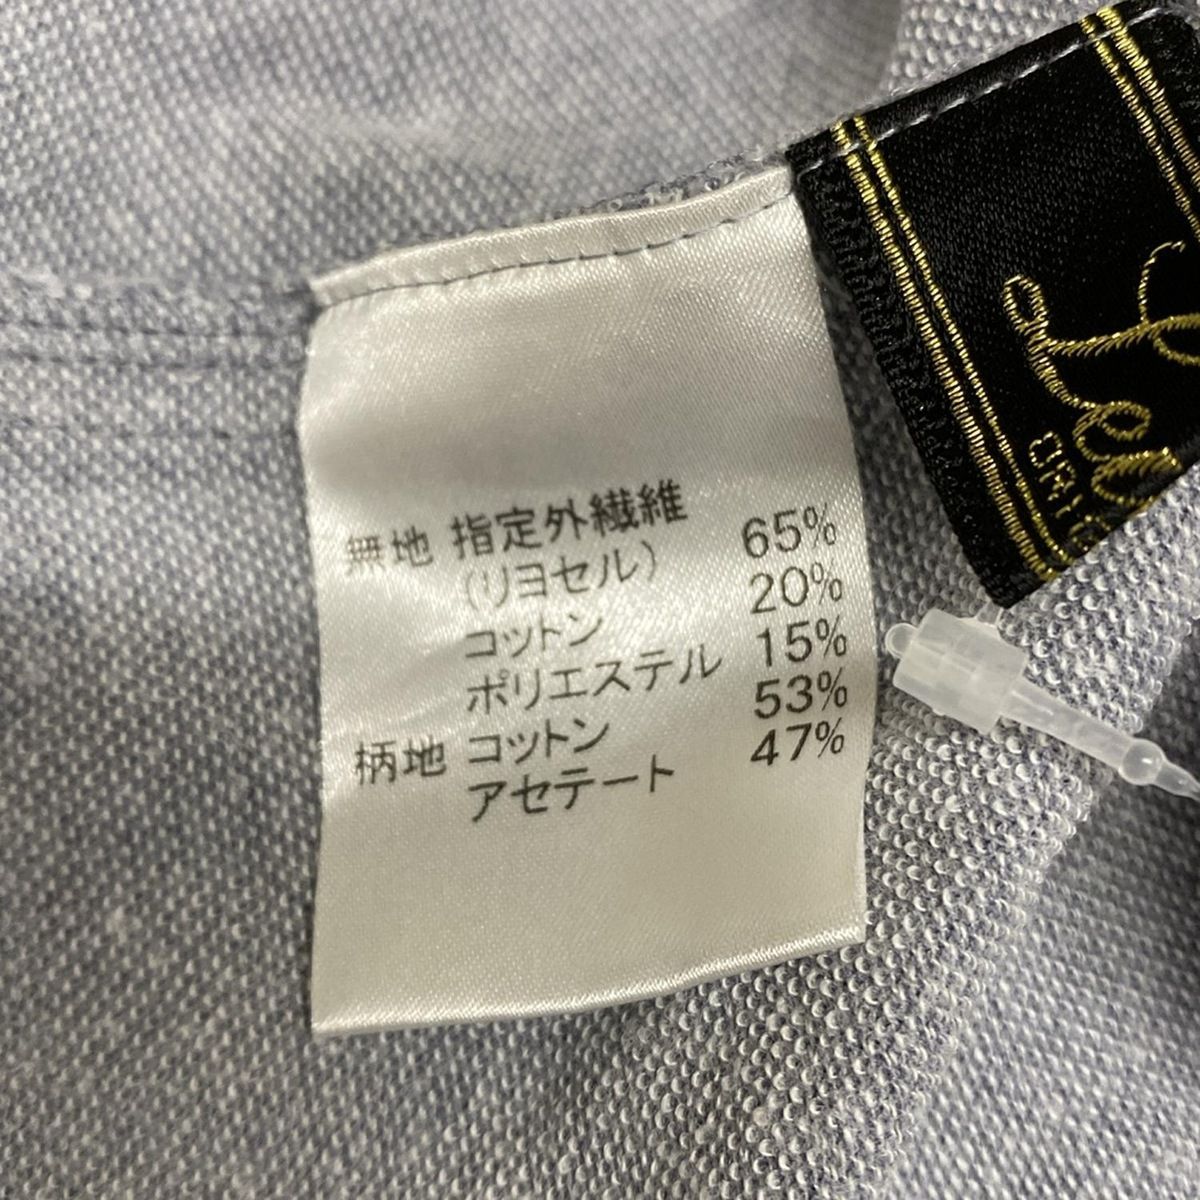 無地 指定外繊維
(リヨセル) 65%
コットン 20%
ポリエステル 15%
柄地 コットン 53%
アセテート 47%